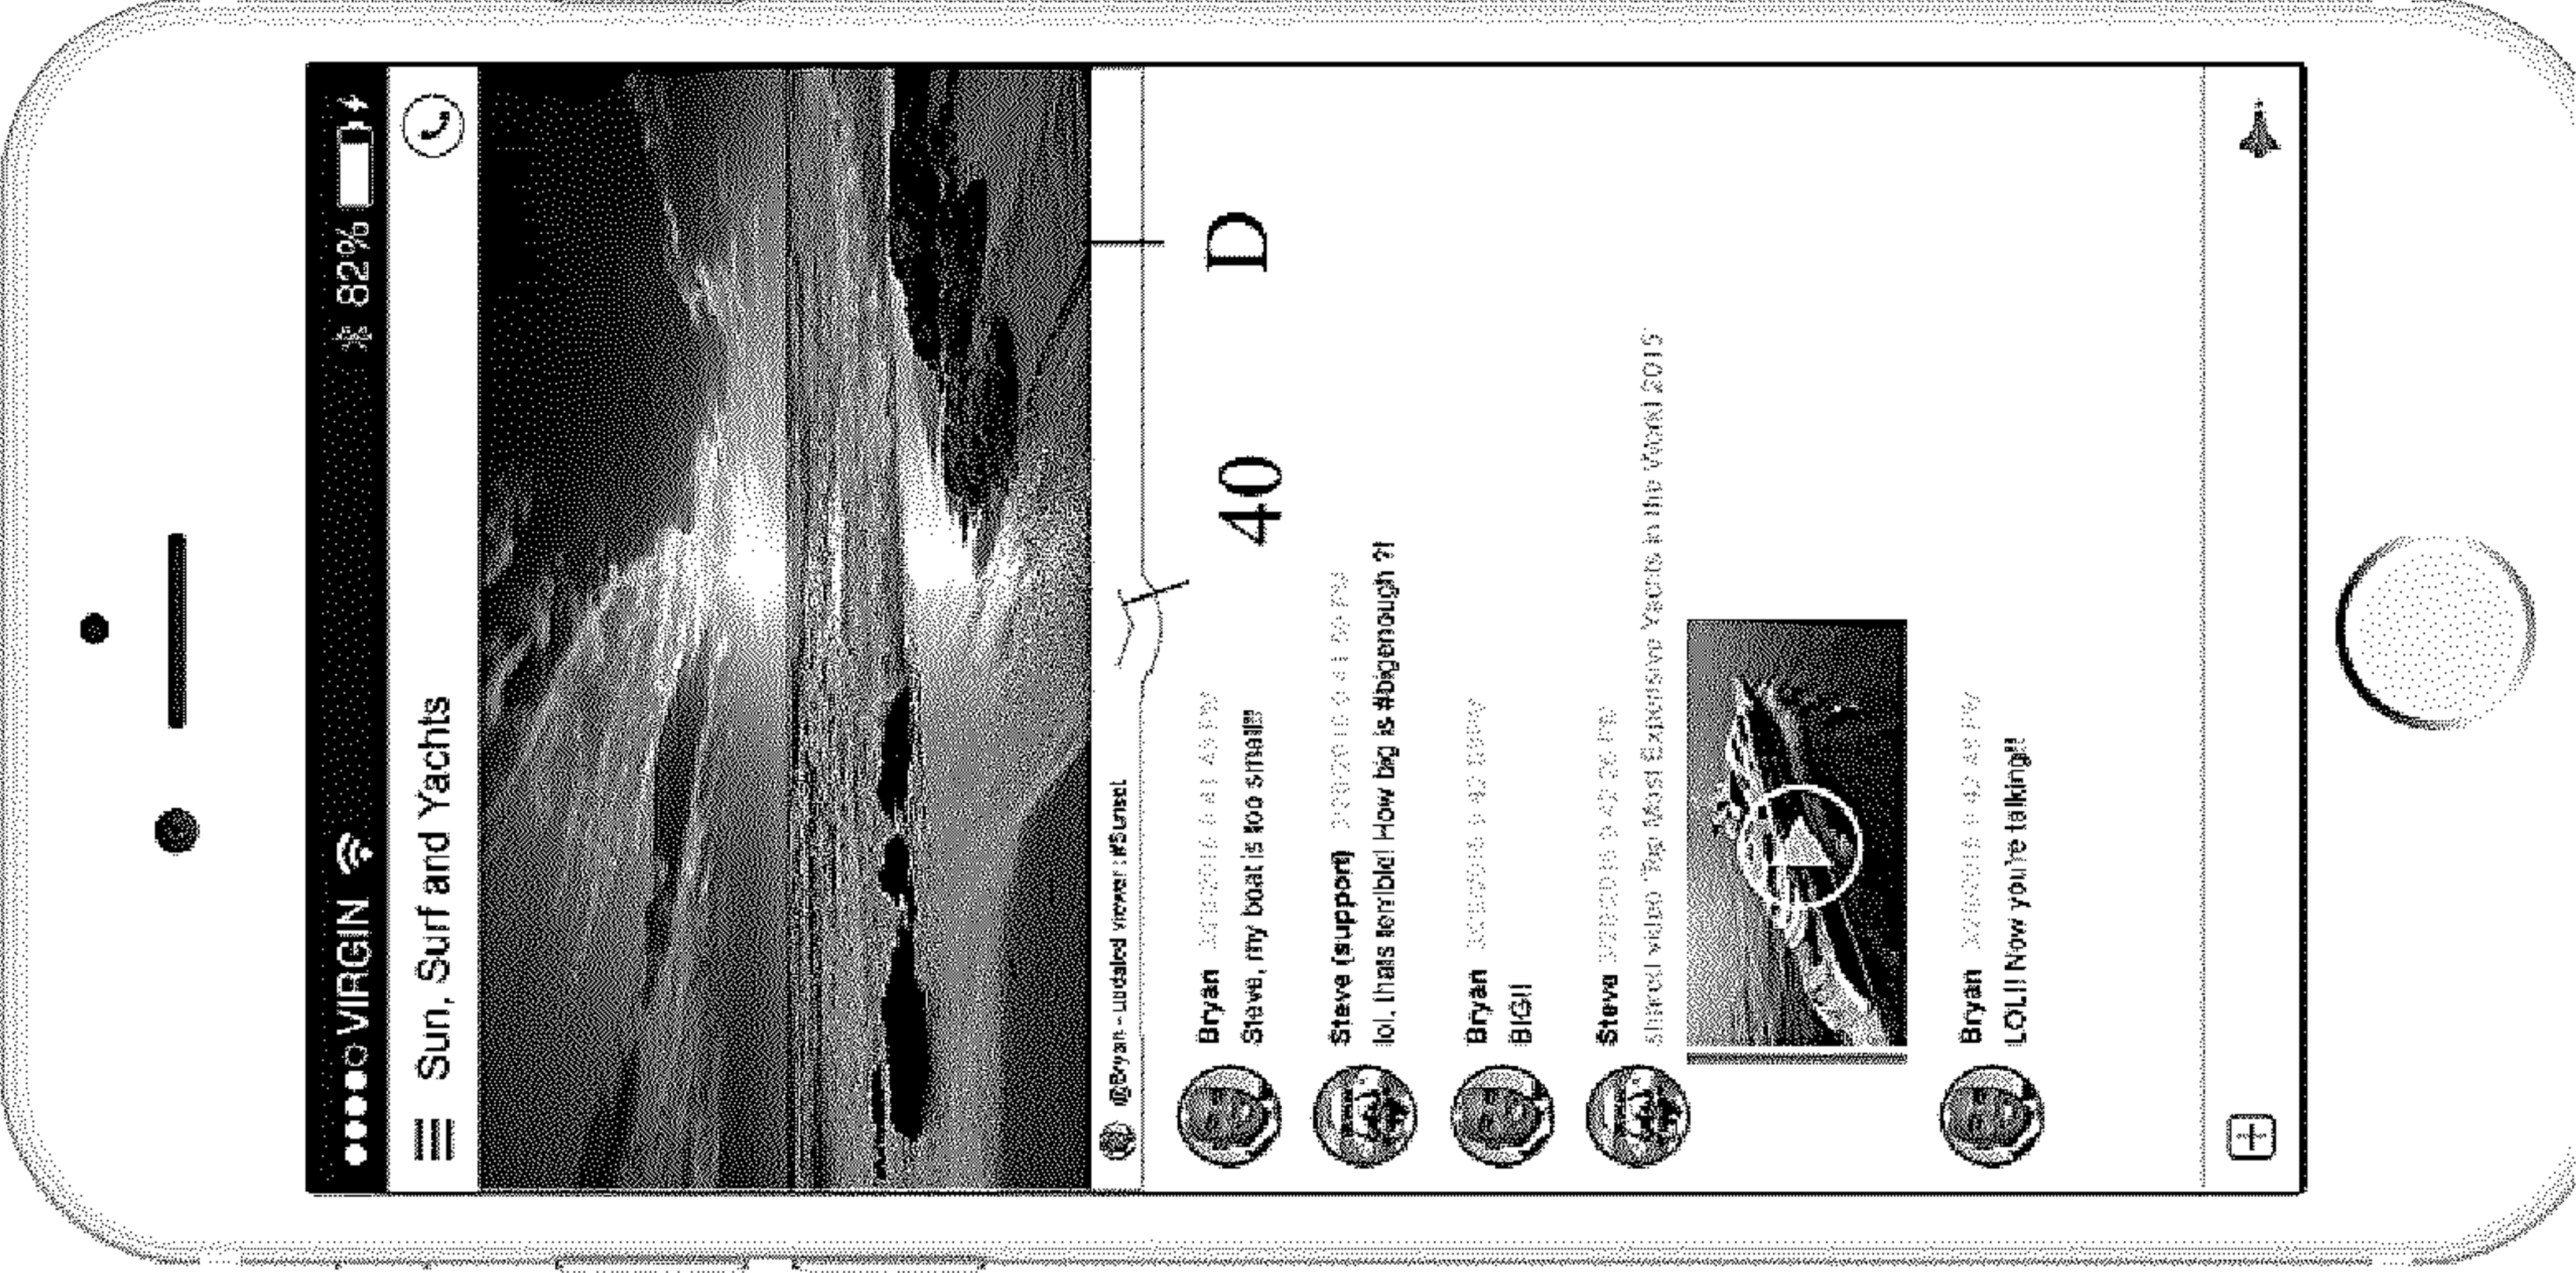 VIRGIN 82%
Sun, Surf and Yachts
@Bryan - updated viewer : #Sunset
D
40
Bryan
Steve, my boat is too small!!
Steve (support)
lol, thats terrible! How big is #bigenough ?!
Bryan
BIG!!
Steve
Shared video 'Top Most Expensive Yachts in the World 2015'
Bryan
LOL!! Now you're talking!!